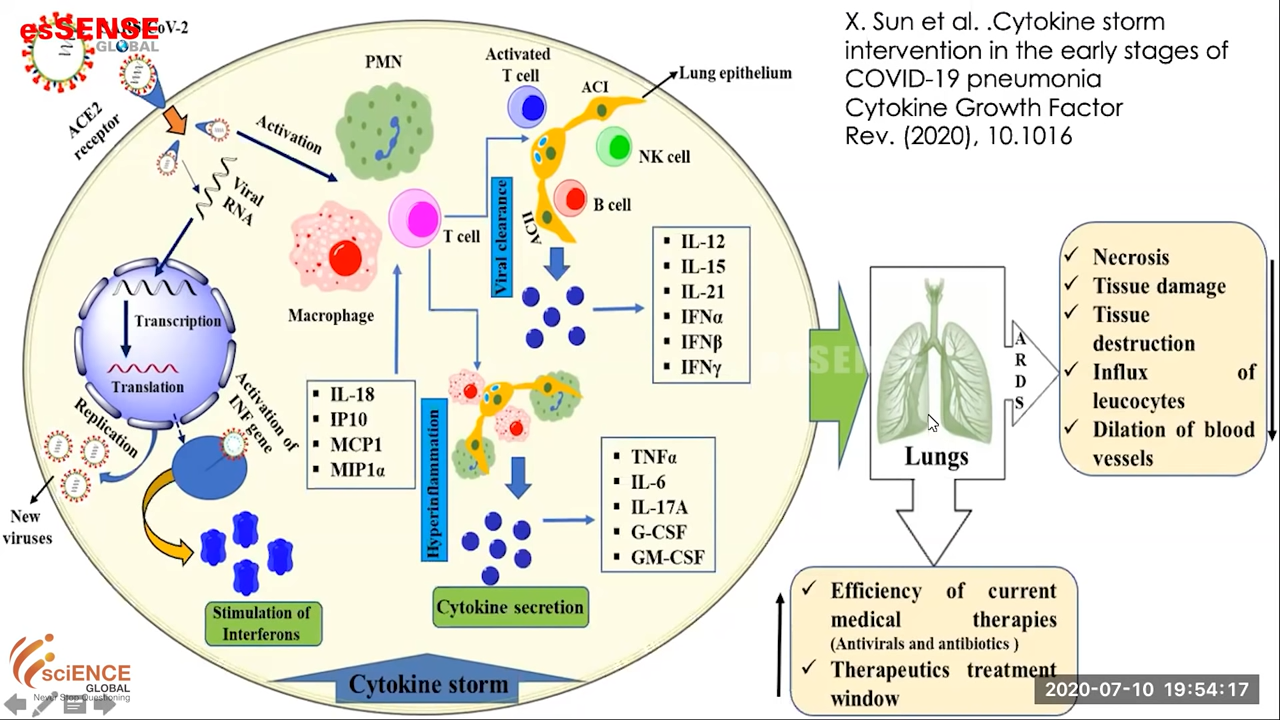 esSENSE
GLOBAL
CoV-2
ACE2
receptor
Activation
Viral
RNA
PMN
Activated
T cell
ACI
Lung epithelium
NK cell
B cell
ACII
T cell
Macrophage
Viral clearance
IL-12
IL-15
IL-21
IFNα
IFNβ
IFNγ
Transcription
Translation
Replication
Activation of
INF gene
New
viruses
IL-18
IP10
MCP1
MIP1α
Hyperinflammation
TNFα
IL-6
IL-17A
G-CSF
GM-CSF
Stimulation of
Interferons
Cytokine secretion
Cytokine storm
X. Sun et al. .Cytokine storm
intervention in the early stages of
COVID-19 pneumonia
Cytokine Growth Factor
Rev. (2020), 10.1016
Lungs
ARDS
Necrosis
Tissue damage
Tissue
destruction
Influx of
leucocytes
Dilation of blood
vessels
Efficiency of current
medical therapies
(Antivirals and antibiotics )
Therapeutics treatment
window
sciENCE
GLOBAL
Never Stop Questioning
2020-07-10 19:54:17